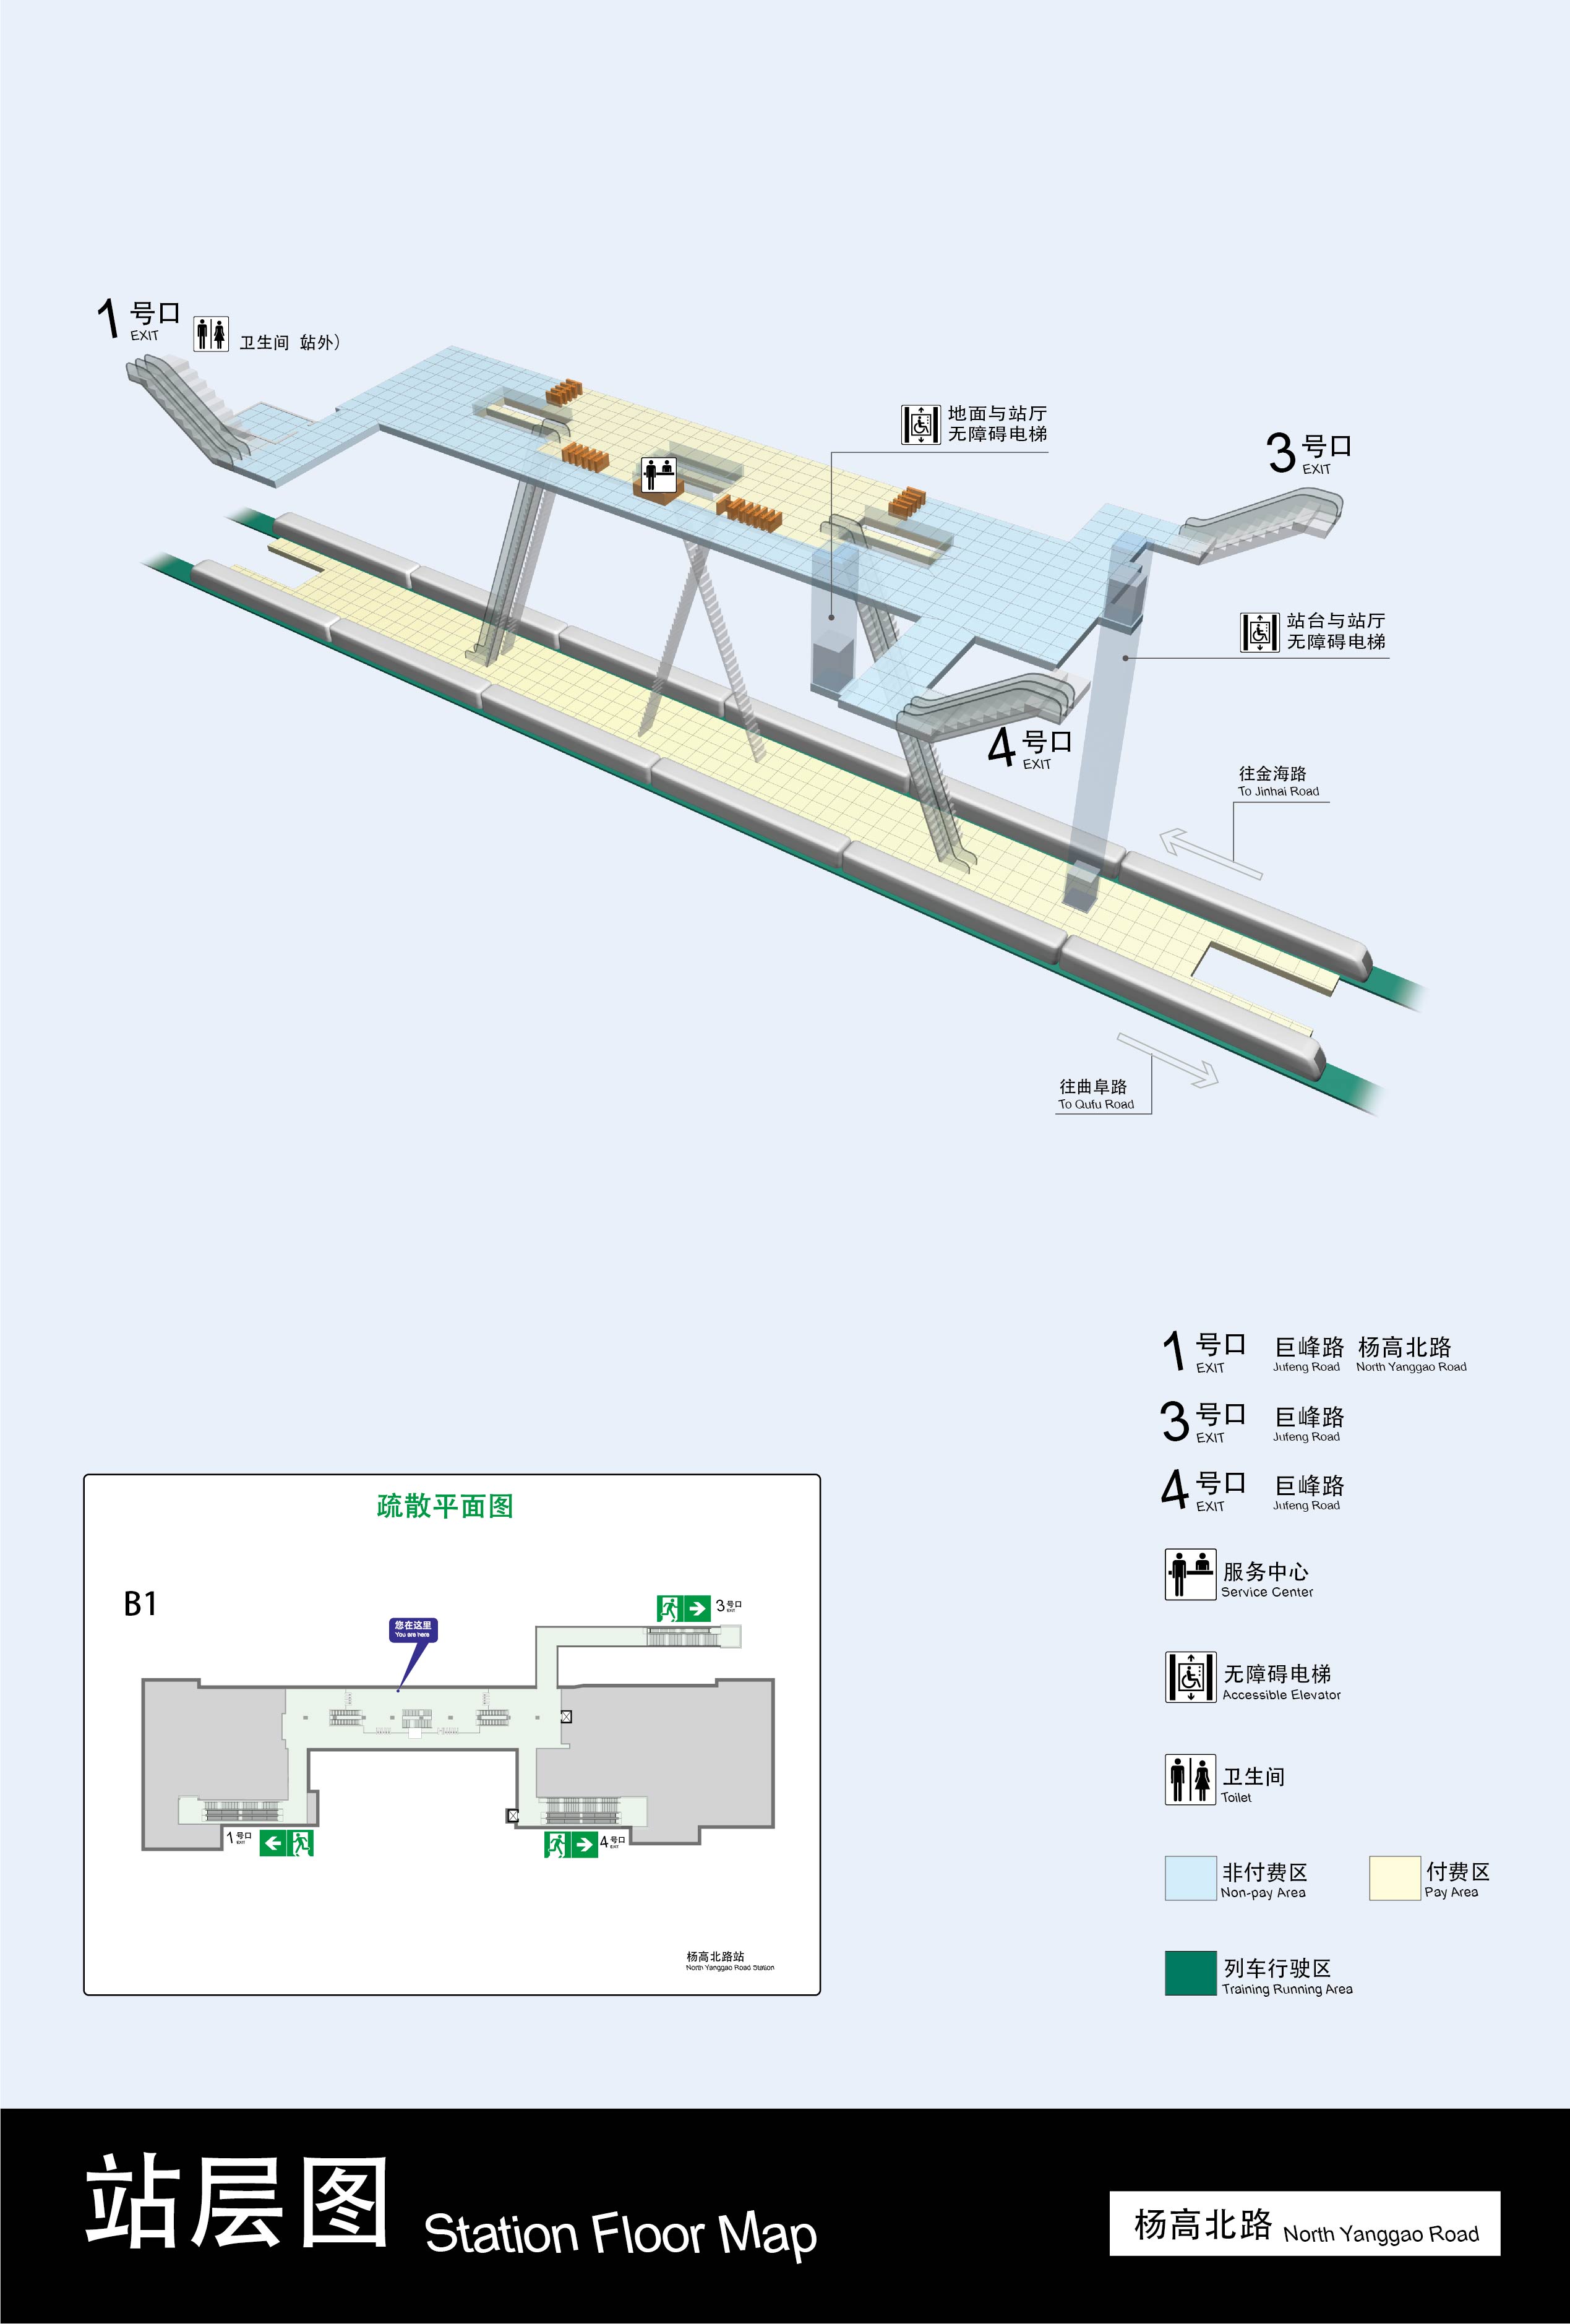 1 号口
EXIT
卫生间（站外）
地面与站厅
无障碍电梯
3 号口
EXIT
站台与站厅
无障碍电梯
4 号口
EXIT
往金海路
To Jinhai Road
往曲阜路
To Qufu Road
1 号口 巨峰路 杨高北路
EXIT Jufeng Road North Yanggao Road
3 号口 巨峰路
EXIT Jufeng Road
4 号口 巨峰路
EXIT Jufeng Road
服务中心
Service Center
无障碍电梯
Accessible Elevator
卫生间
Toilet
非付费区 付费区
Non-pay Area Pay Area
列车行驶区
Training Running Area
疏散平面图
B1
3 号口
EXIT
您在这里
You are here
1 号口
EXIT
4 号口
EXIT
杨高北路站
North Yanggao Road Station
站层图 Station Floor Map
杨高北路 North Yanggao Road